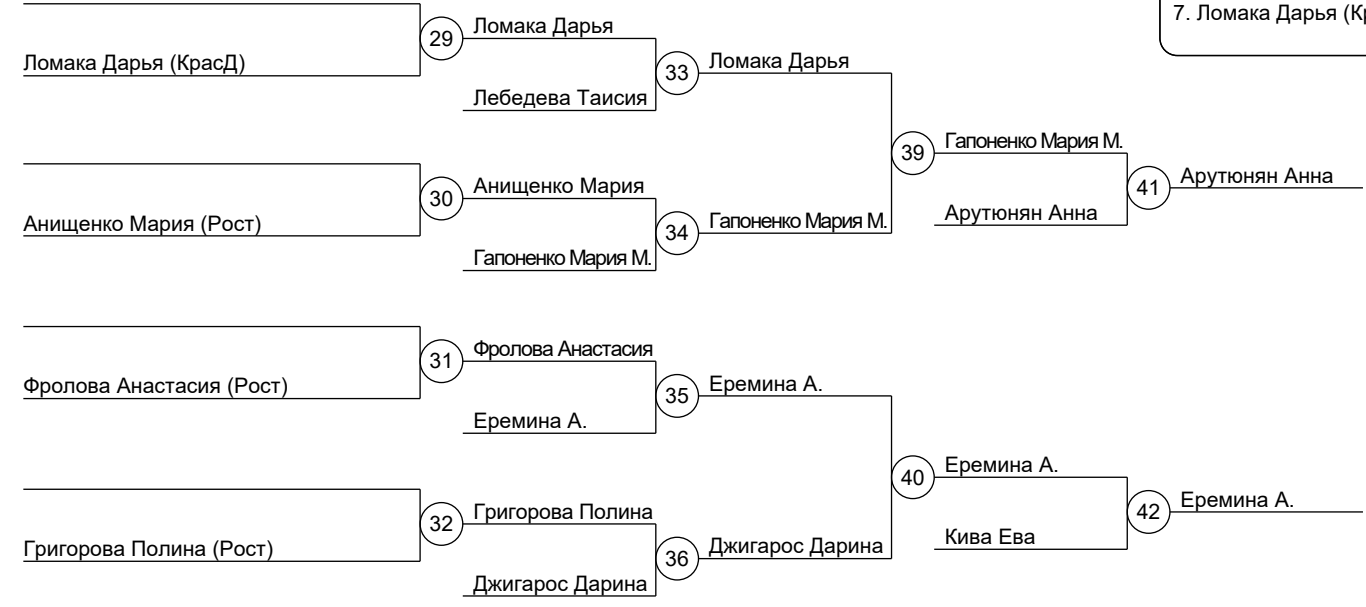 7. Ломака Дарья (Кр
29
Ломака Дарья
Ломака Дарья (КрасД)
33
Ломака Дарья
Лебедева Таисия
39
Гапоненко Мария М.
30
Анищенко Мария
41
Арутюнян Анна
Анищенко Мария (Рост)
34
Гапоненко Мария М.
Арутюнян Анна
Гапоненко Мария М.
31
Фролова Анастасия
Фролова Анастасия (Рост)
35
Еремина А.
Еремина А.
40
Еремина А.
32
Григорова Полина
42
Еремина А.
Григорова Полина (Рост)
36
Джигарос Дарина
Кива Ева
Джигарос Дарина